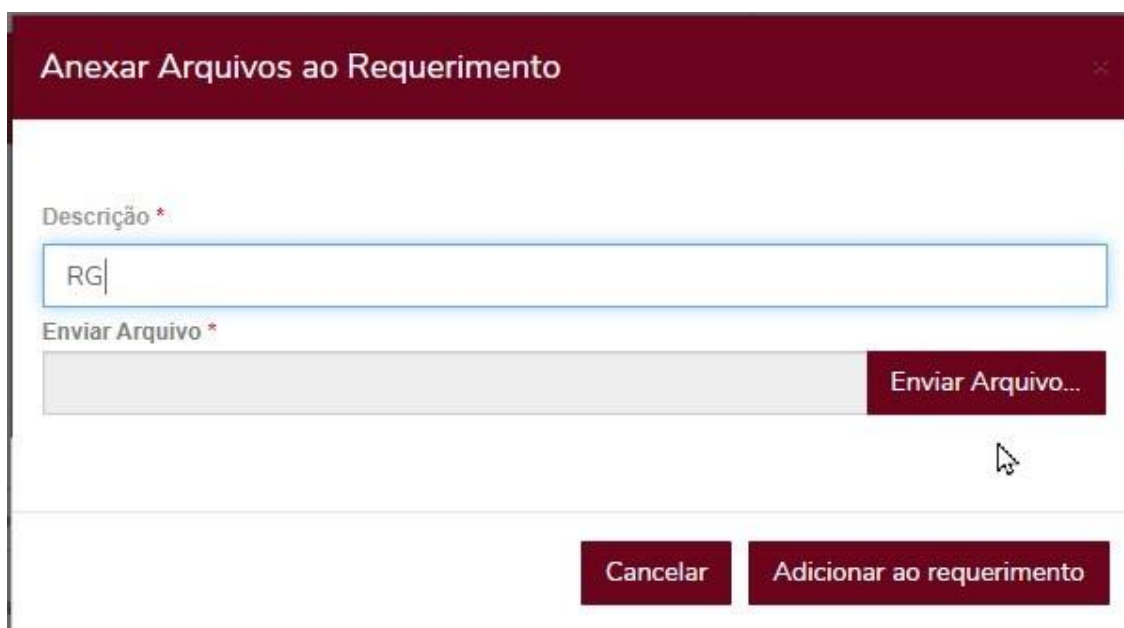 Anexar Arquivos ao Requerimento
Descrição *
RG
Enviar Arquivo *
Enviar Arquivo...
Cancelar Adicionar ao requerimento